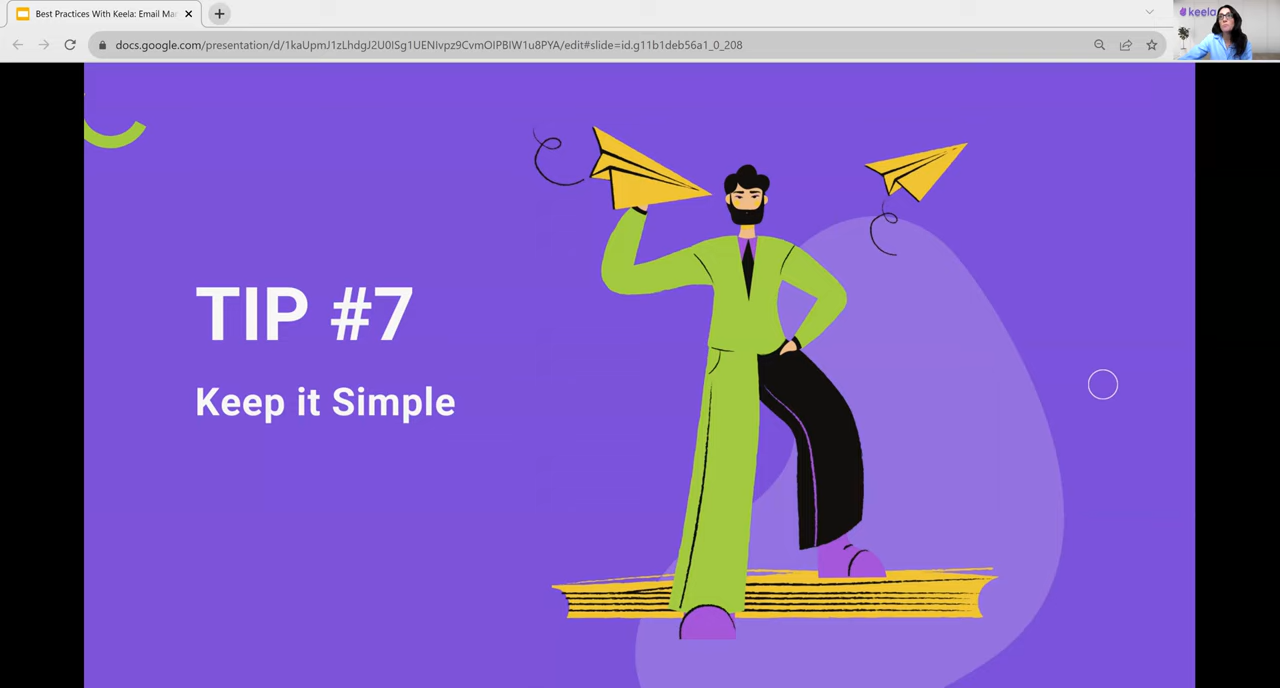 Best Practices With Keela: Email Mar
docs.google.com/presentation/d/1kaUpmJ1zLhdgJ2U0ISg1UENIvpz9CvmOIPBIW1u8PYA/edit#slide=id.g11b1deb56a1_0_208
keela
TIP #7
Keep it Simple